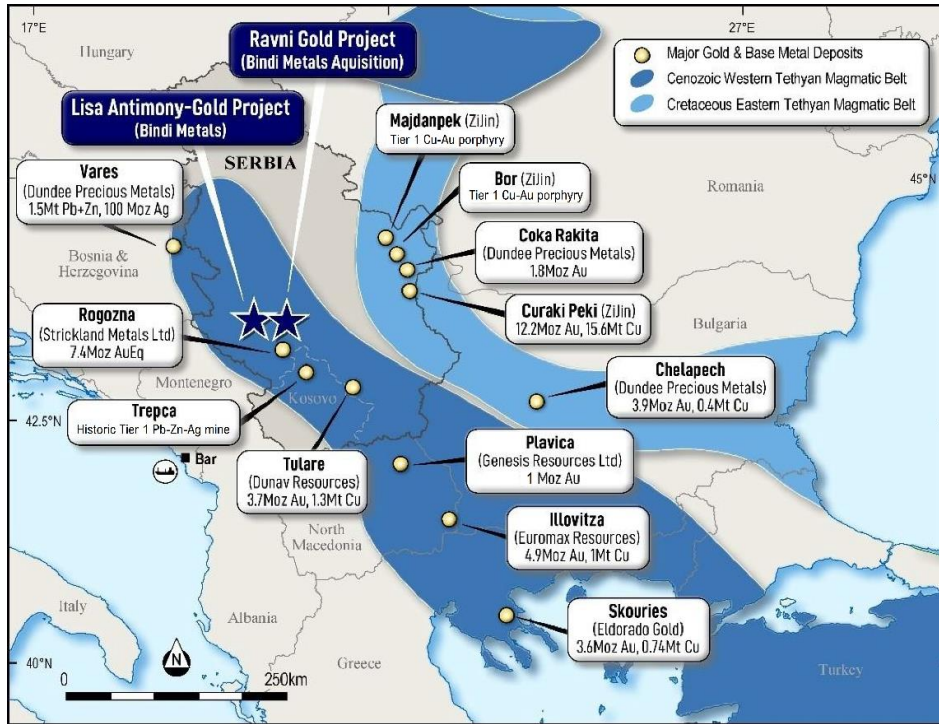 17°E
27°E
Hungary
Ravni Gold Project
(Bindi Metals Aquisition)
Major Gold & Base Metal Deposits
Cenozoic Western Tethyan Magmatic Belt
Cretaceous Eastern Tethyan Magmatic Belt
Lisa Antimony-Gold Project
(Bindi Metals)
Majdanpek (ZiJin)
Tier 1 Cu-Au porphyry
SERBIA
Vares
(Dundee Precious Metals)
1.5Mt Pb+Zn, 100 Moz Ag
Bor (ZiJin)
Tier 1 Cu-Au porphyry
Romania
45°N
Coka Rakita
(Dundee Precious Metals)
1.8Moz Au
Bosnia &
Herzegovina
Curaki Peki (ZiJin)
12.2Moz Au, 15.6Mt Cu
Rogozna
(Strickland Metals Ltd)
7.4Moz AuEq
Bulgaria
Chelapech
(Dundee Precious Metals)
3.9Moz Au, 0.4Mt Cu
Montenegro
Kosovo
42.5°N
Trepca
Historic Tier 1 Pb-Zn-Ag mine
Bar
Plavica
(Genesis Resources Ltd)
1 Moz Au
Tulare
(Dunav Resources)
3.7Moz Au, 1.3Mt Cu
Illovitza
(Euromax Resources)
4.9Moz Au, 1Mt Cu
North
Macedonia
Italy
Albania
Skouries
(Eldorado Gold)
3.6Moz Au, 0.74Mt Cu
N
40°N
Greece
Turkey
0
250km